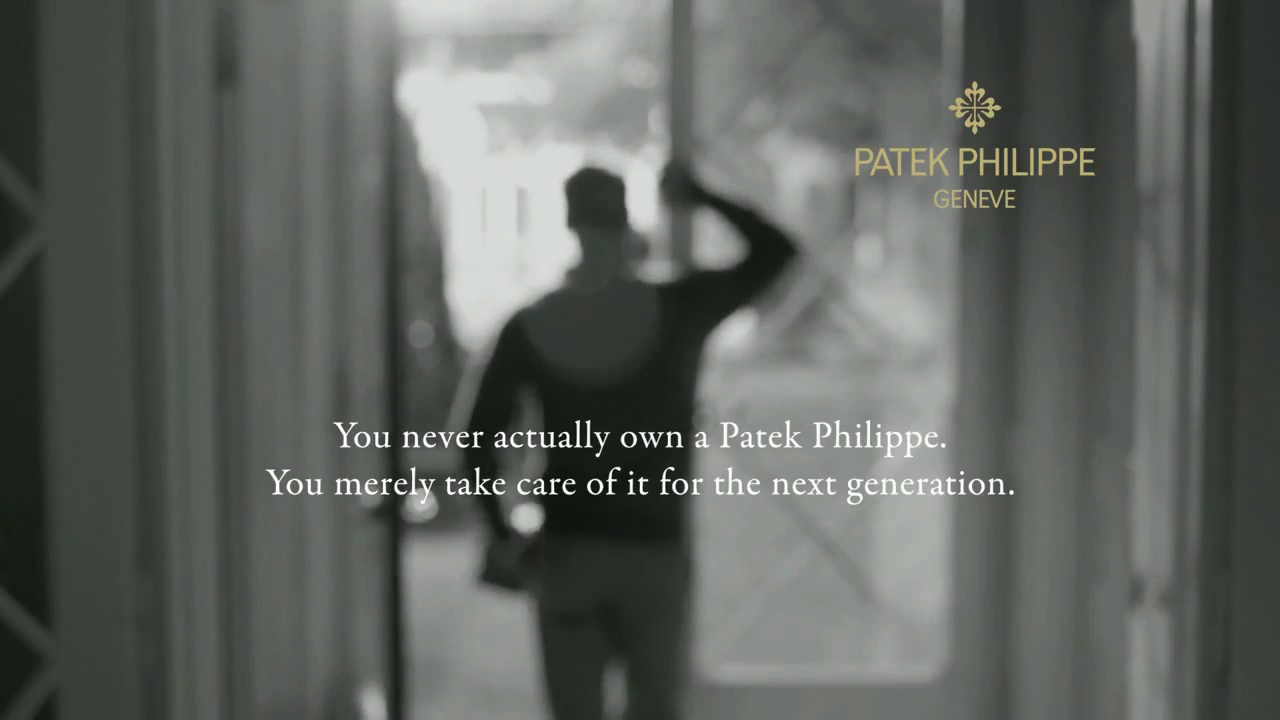 PATEK PHILIPPE
GENEVE
You never actually own a Patek Philippe.
You merely take care of it for the next generation.